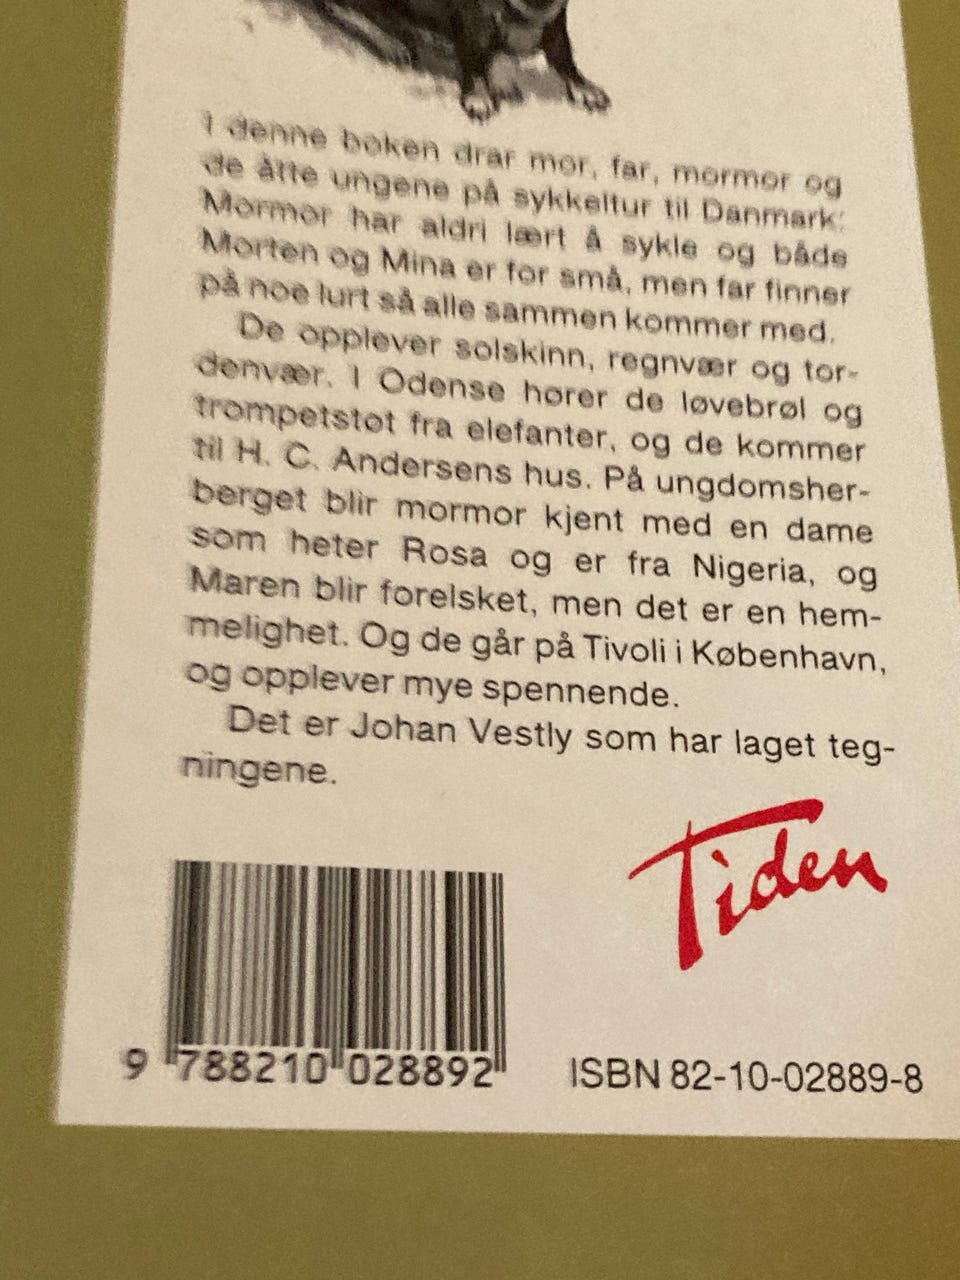 I denne boken drar mor, far, mormor og
de åtte ungene på sykkeltur til Danmark.
Mormor har aldri lært å sykle og både
Morten og Mina er for små, men far finner
på noe lurt så alle sammen kommer med.
De opplever solskinn, regnvær og tor-
denvær. I Odense hører de løvebrøl og
trompetstøt fra elefanter, og de kommer
til H. C. Andersens hus. På ungdomsher-
berget blir mormor kjent med en dame
som heter Rosa og er fra Nigeria, og
Maren blir forelsket, men det er en hem-
melighet. Og de går på Tivoli i København,
og opplever mye spennende.
Det er Johan Vestly som har laget teg-
ningene.
Tiden
9 788210 028892
ISBN 82-10-02889-8